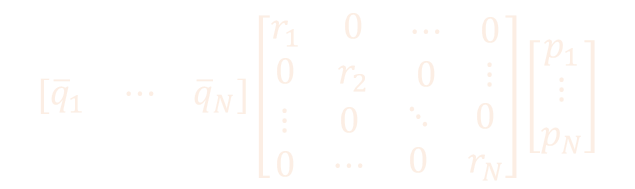 [q̄₁ ⋯ q̄_N] [r₁ 0 ⋯ 0
0 r₂ 0 ⋮
⋮ 0 ⋱ 0
0 ⋯ 0 r_N] [p₁
⋮
p_N]